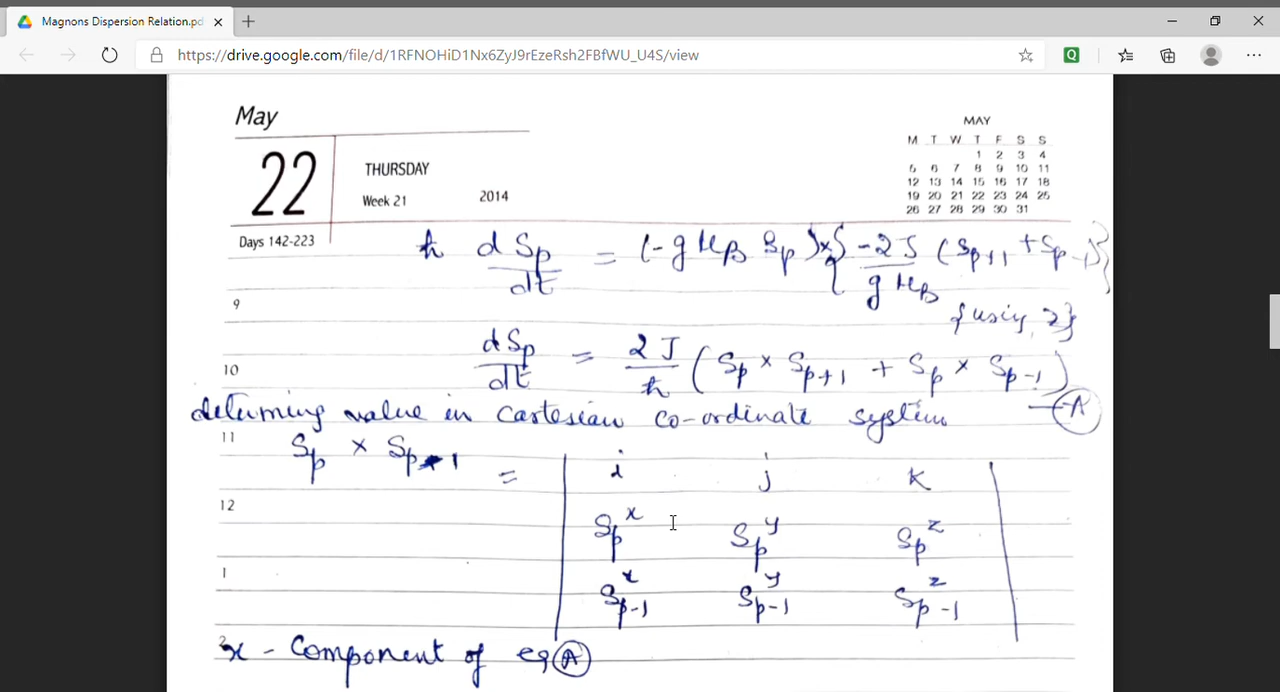 Magnons Dispersion Relation.pd
https://drive.google.com/file/d/1RFNOHiD1Nx6ZyJ9rEzeRsh2FBfWU_U4S/view
May
22
THURSDAY
Week 21 2014
Days 142-223
MAY
M T W T F S S
1 2 3 4
5 6 7 8 9 10 11
12 13 14 15 16 17 18
19 20 21 22 23 24 25
26 27 28 29 30 31
ħ dSp/dt = (-g μB Sp) × { -2J/gμB (Sp+1 + Sp-1) }
{using 2}
9
dSp/dt = 2J/ħ (Sp × Sp+1 + Sp × Sp-1) —(A)
10
determing value in Cartesian co-ordinate system
11
Sp × Sp-1 = | i j k
12
Sp^x Sp^y Sp^z
1
Sp-1^x Sp-1^y Sp-1^z |
2
x - Component of eq (A)